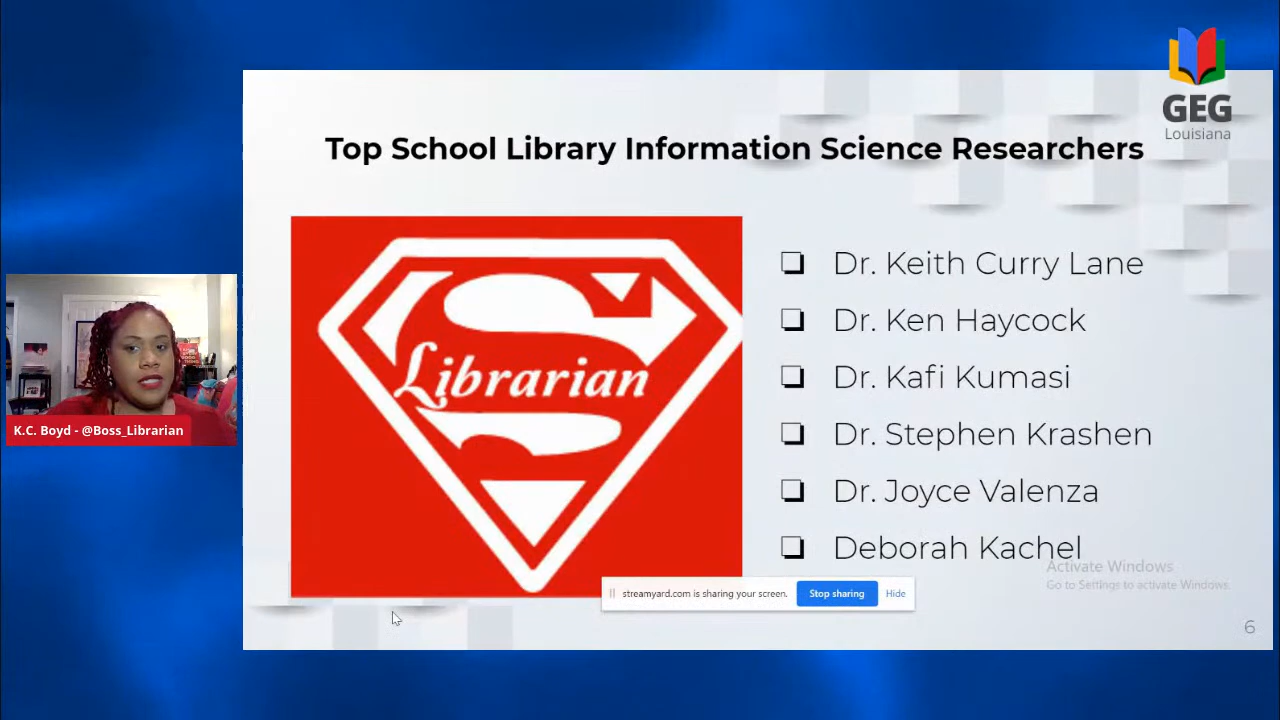 GEG
Louisiana
Top School Library Information Science Researchers
Librarian
❏ Dr. Keith Curry Lane
❏ Dr. Ken Haycock
❏ Dr. Kafi Kumasi
❏ Dr. Stephen Krashen
❏ Dr. Joyce Valenza
❏ Deborah Kachel
K.C. Boyd - @Boss_Librarian
Activate Windows
Go to Settings to activate Windows.
streamyard.com is sharing your screen. Stop sharing Hide
6